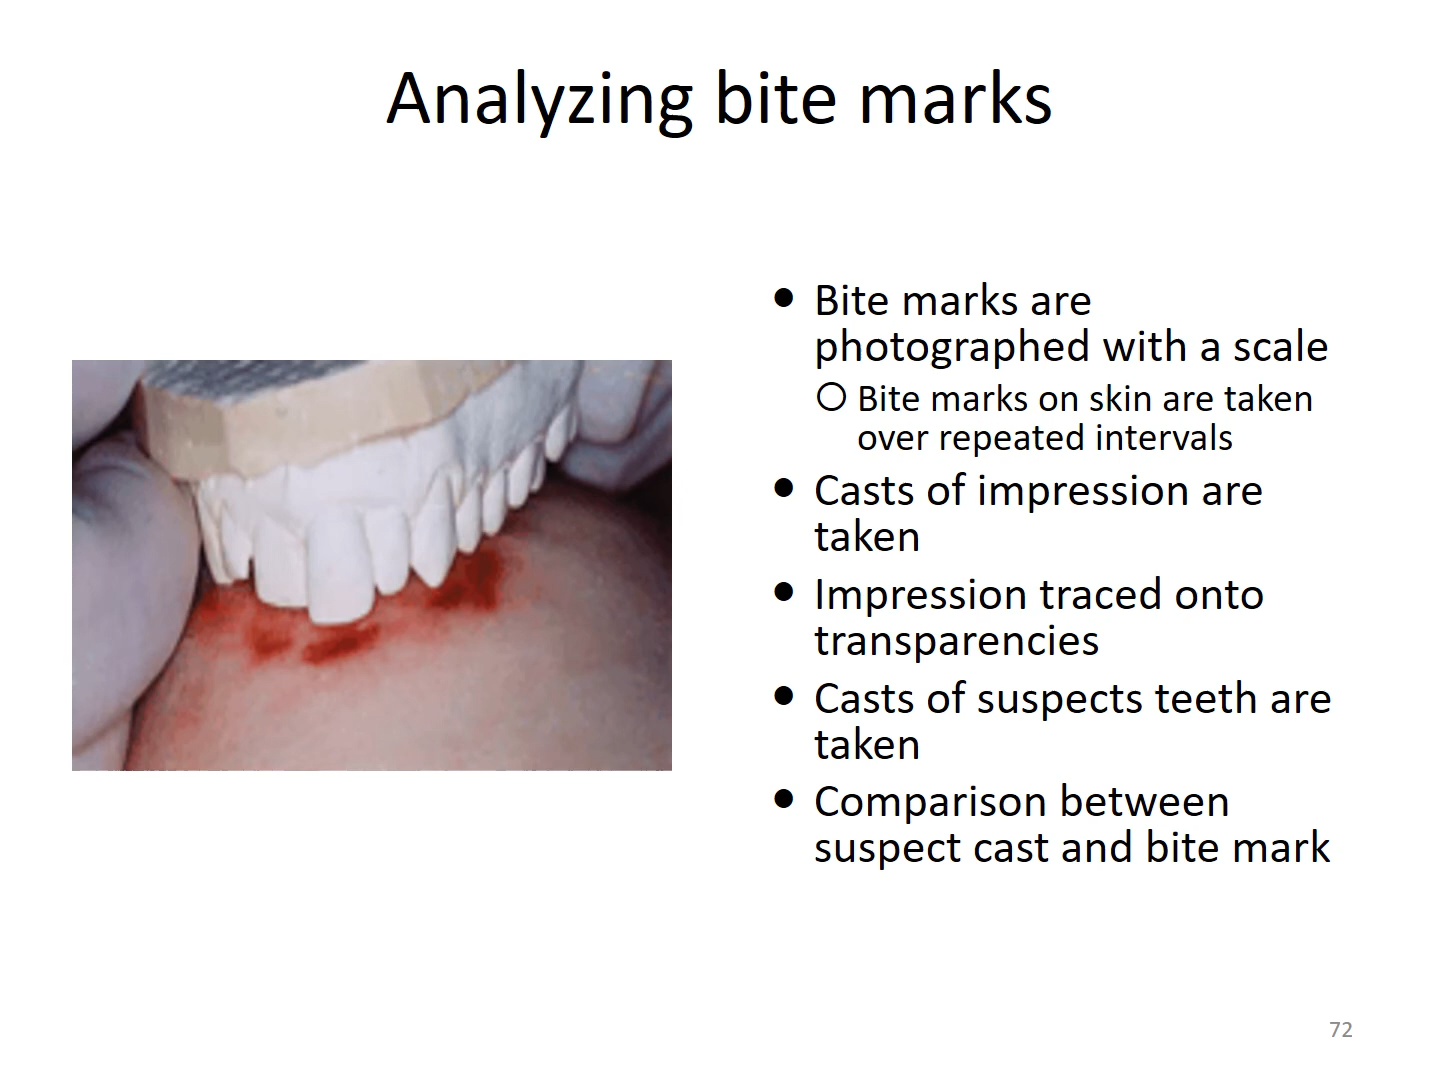 Analyzing bite marks
• Bite marks are
photographed with a scale
○ Bite marks on skin are taken
over repeated intervals
• Casts of impression are
taken
• Impression traced onto
transparencies
• Casts of suspects teeth are
taken
• Comparison between
suspect cast and bite mark
72